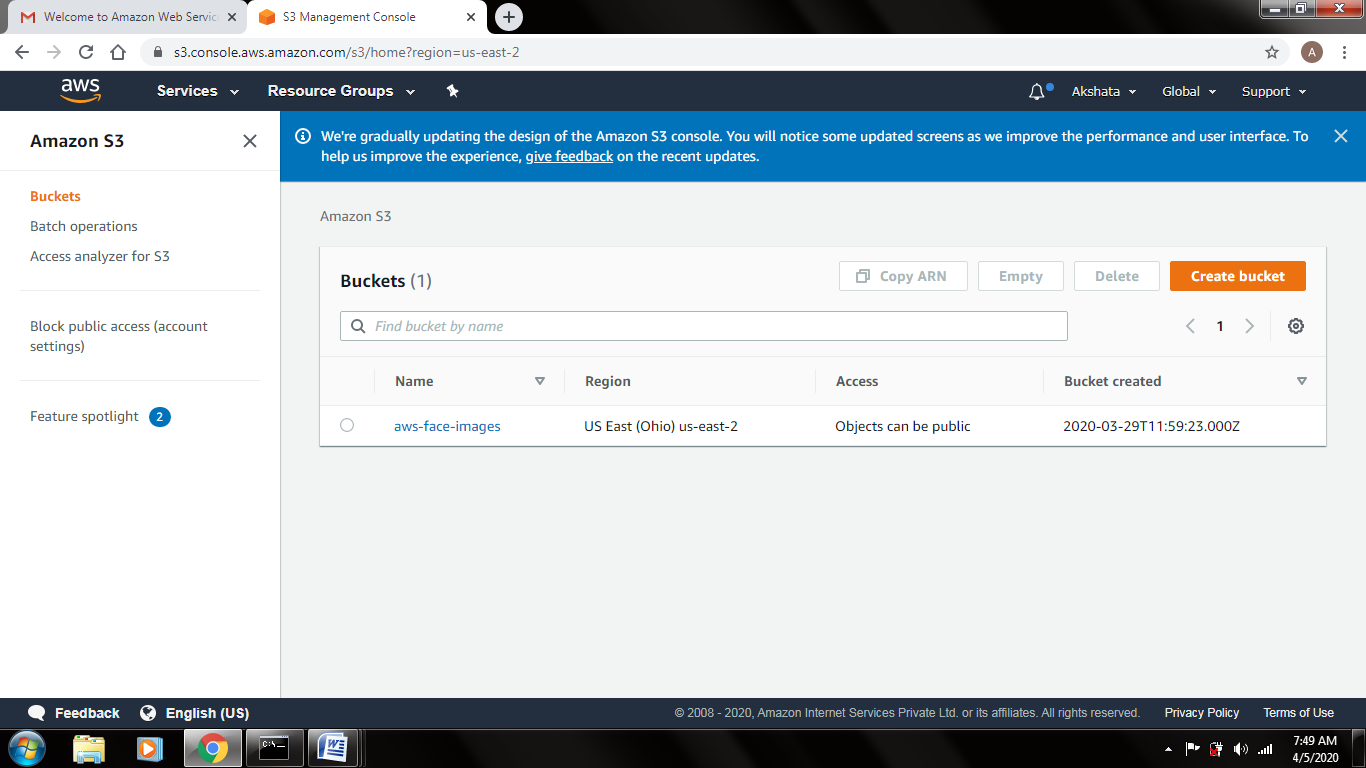 Welcome to Amazon Web Servic
S3 Management Console
s3.console.aws.amazon.com/s3/home?region=us-east-2
A
aws
Services
Resource Groups
Akshata
Global
Support
Amazon S3
We're gradually updating the design of the Amazon S3 console. You will notice some updated screens as we improve the performance and user interface. To
help us improve the experience, give feedback on the recent updates.
Buckets
Batch operations
Access analyzer for S3
Block public access (account
settings)
Feature spotlight 2
Amazon S3
Buckets (1)
Copy ARN
Empty
Delete
Create bucket
Find bucket by name
1
Name Region Access Bucket created
aws-face-images US East (Ohio) us-east-2 Objects can be public 2020-03-29T11:59:23.000Z
Feedback
English (US)
© 2008 - 2020, Amazon Internet Services Private Ltd. or its affiliates. All rights reserved.
Privacy Policy
Terms of Use
C:\
W
7:49 AM
4/5/2020